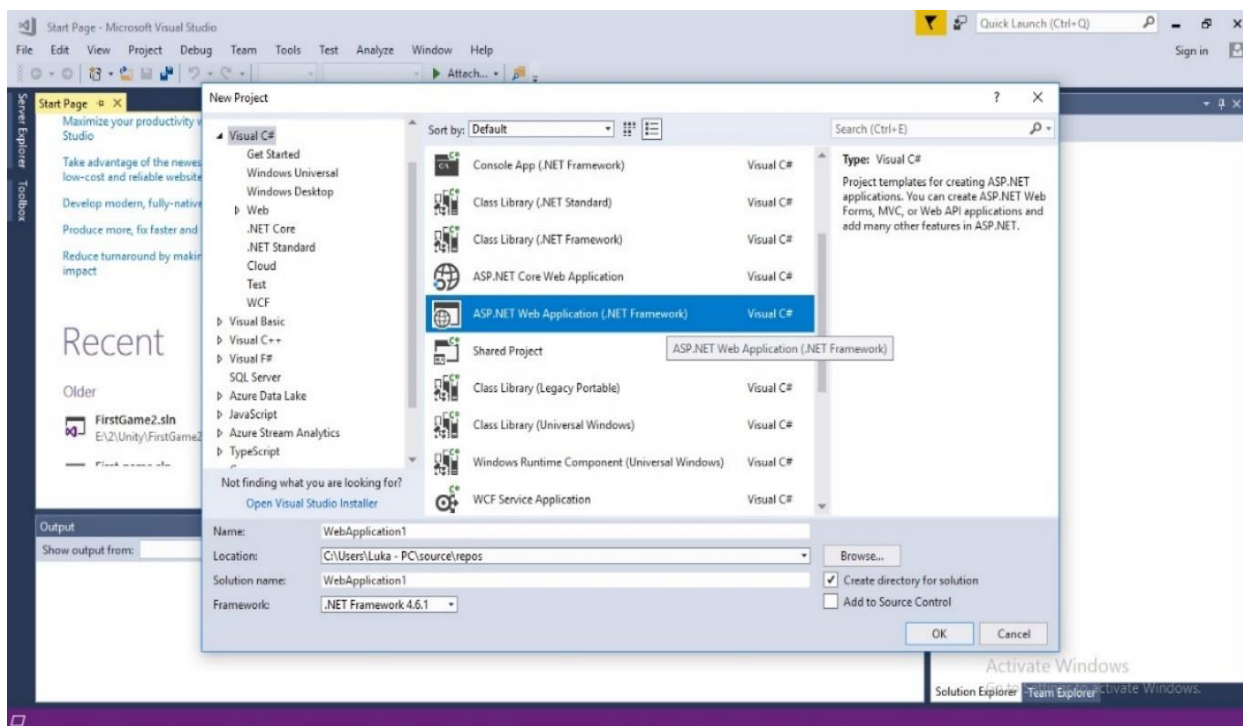 Start Page - Microsoft Visual Studio
Quick Launch (Ctrl+Q)
File Edit View Project Debug Team Tools Test Analyze Window Help
Sign in
Attach...
Server Explorer
Toolbox
Start Page
Maximize your productivity
Studio
Take advantage of the newes
low-cost and reliable website
Develop modern, fully-native
Produce more, fix faster and
Reduce turnaround by makin
impact
Recent
Older
FirstGame2.sln
E:\2\Unity\FirstGame2
New Project
? X
Visual C#
Get Started
Windows Universal
Windows Desktop
Web
.NET Core
.NET Standard
Cloud
Test
WCF
Visual Basic
Visual C++
Visual F#
SQL Server
Azure Data Lake
JavaScript
Azure Stream Analytics
TypeScript
Not finding what you are looking for?
Open Visual Studio Installer
Sort by: Default
Console App (.NET Framework) Visual C#
Class Library (.NET Standard) Visual C#
Class Library (.NET Framework) Visual C#
ASP.NET Core Web Application Visual C#
ASP.NET Web Application (.NET Framework) Visual C#
Shared Project
ASP.NET Web Application (.NET Framework)
Class Library (Legacy Portable) Visual C#
Class Library (Universal Windows) Visual C#
Windows Runtime Component (Universal Windows) Visual C#
WCF Service Application Visual C#
Search (Ctrl+E)
Type: Visual C#
Project templates for creating ASP.NET
applications. You can create ASP.NET Web
Forms, MVC, or Web API applications and
add many other features in ASP.NET.
Name: WebApplication1
Location: C:\Users\Luka - PC\source\repos
Browse...
Solution name: WebApplication1
Create directory for solution
Framework: .NET Framework 4.6.1
Add to Source Control
OK Cancel
Output
Show output from:
Activate Windows
Go to Settings to activate Windows.
Solution Explorer Team Explorer